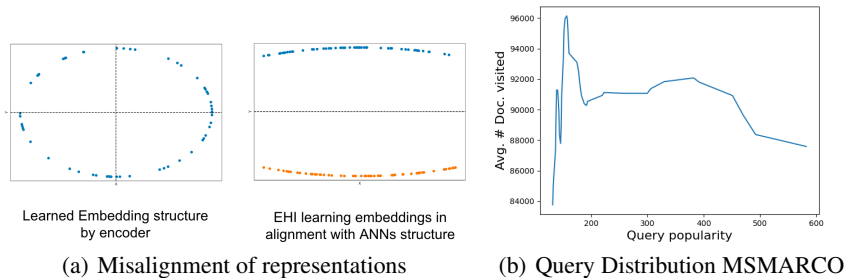 Learned Embedding structure
by encoder
EHI learning embeddings in
alignment with ANNs structure
(a) Misalignment of representations
96000
94000
92000
90000
88000
86000
84000
Avg. # Doc. visited
200
300
400
500
600
Query popularity
(b) Query Distribution MSMARCO